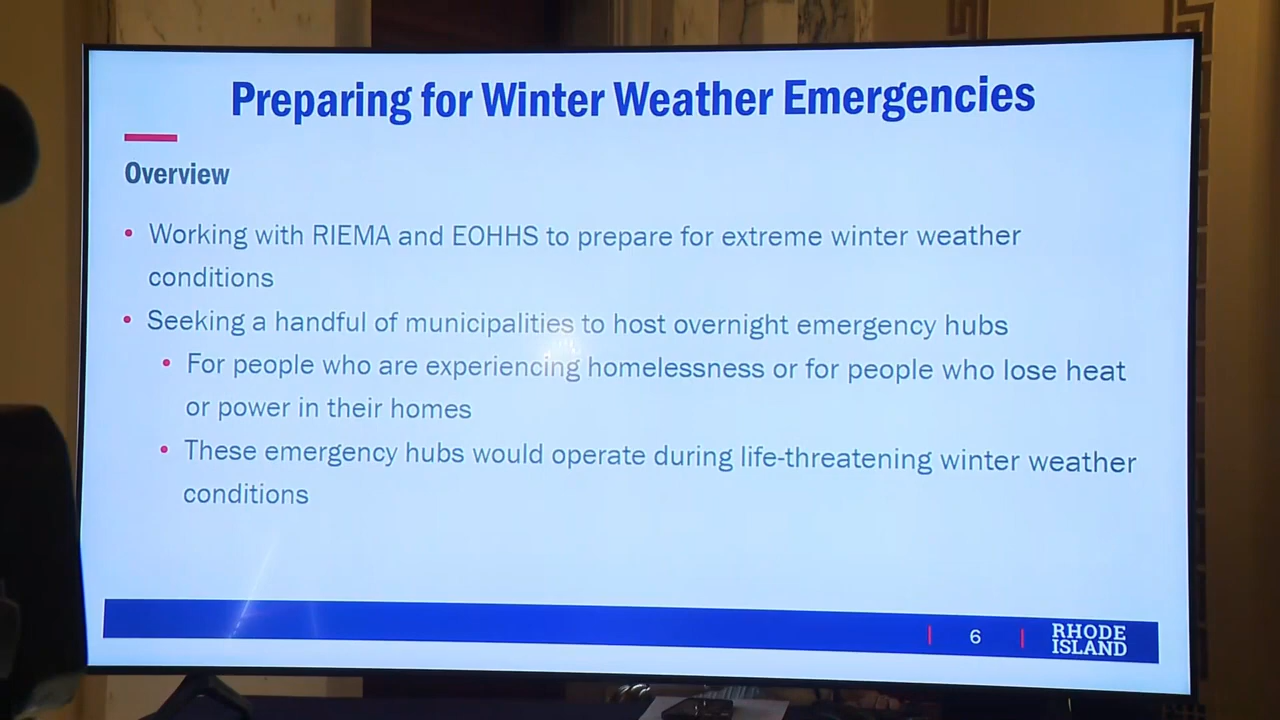 Preparing for Winter Weather Emergencies
Overview
• Working with RIEMA and EOHHS to prepare for extreme winter weather
conditions
• Seeking a handful of municipalities to host overnight emergency hubs
• For people who are experiencing homelessness or for people who lose heat
or power in their homes
• These emergency hubs would operate during life-threatening winter weather
conditions
6
RHODE
ISLAND